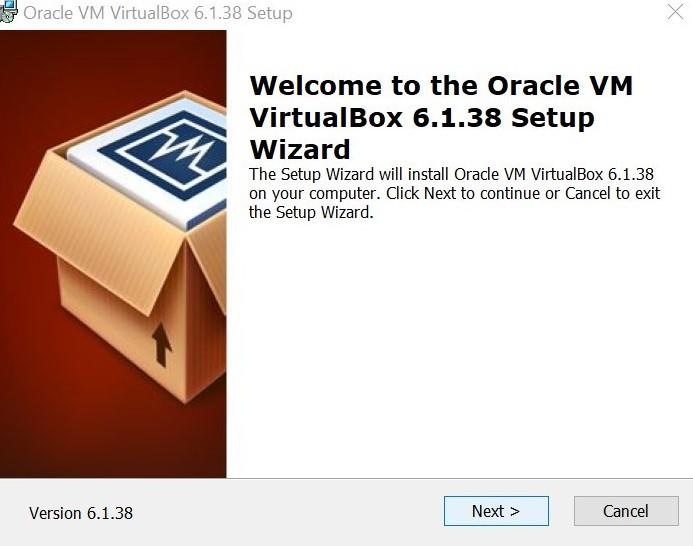 Oracle VM VirtualBox 6.1.38 Setup
Welcome to the Oracle VM
VirtualBox 6.1.38 Setup
Wizard
The Setup Wizard will install Oracle VM VirtualBox 6.1.38
on your computer. Click Next to continue or Cancel to exit
the Setup Wizard.
Version 6.1.38
Next >
Cancel